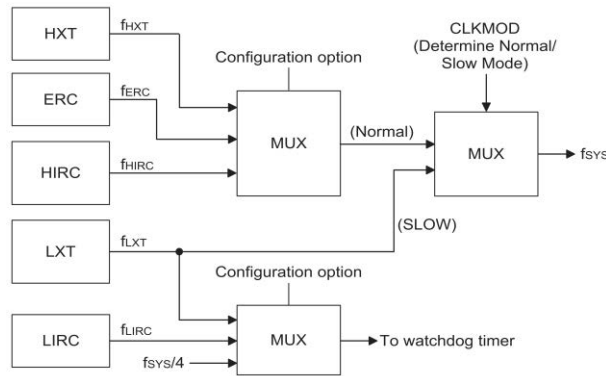 HXT
fHXT
ERC
fERC
HIRC
fHIRC
Configuration option
MUX
(Normal)
CLKMOD
(Determine Normal/
Slow Mode)
MUX
fSYS
LXT
fLXT
(SLOW)
Configuration option
LIRC
fLIRC
fSYS/4
MUX
To watchdog timer